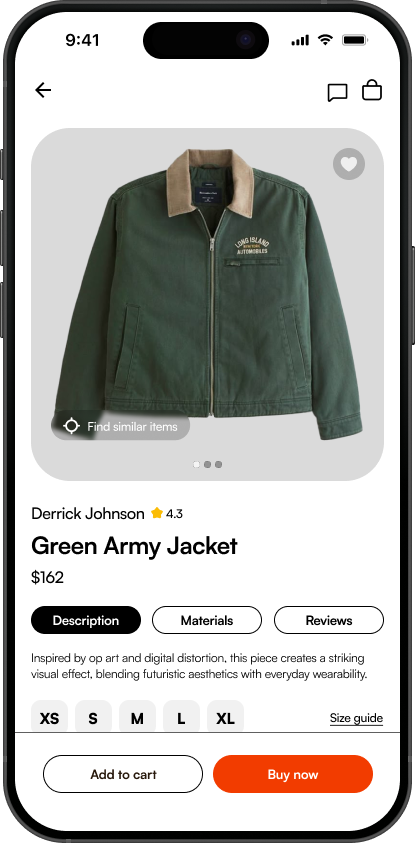 9:41
LONG ISLAND
AUTOMOBILES
Find similar items
Derrick Johnson 4.3
Green Army Jacket
$162
Description Materials Reviews
Inspired by op art and digital distortion, this piece creates a striking
visual effect, blending futuristic aesthetics with everyday wearability.
XS S M L XL Size guide
Add to cart Buy now